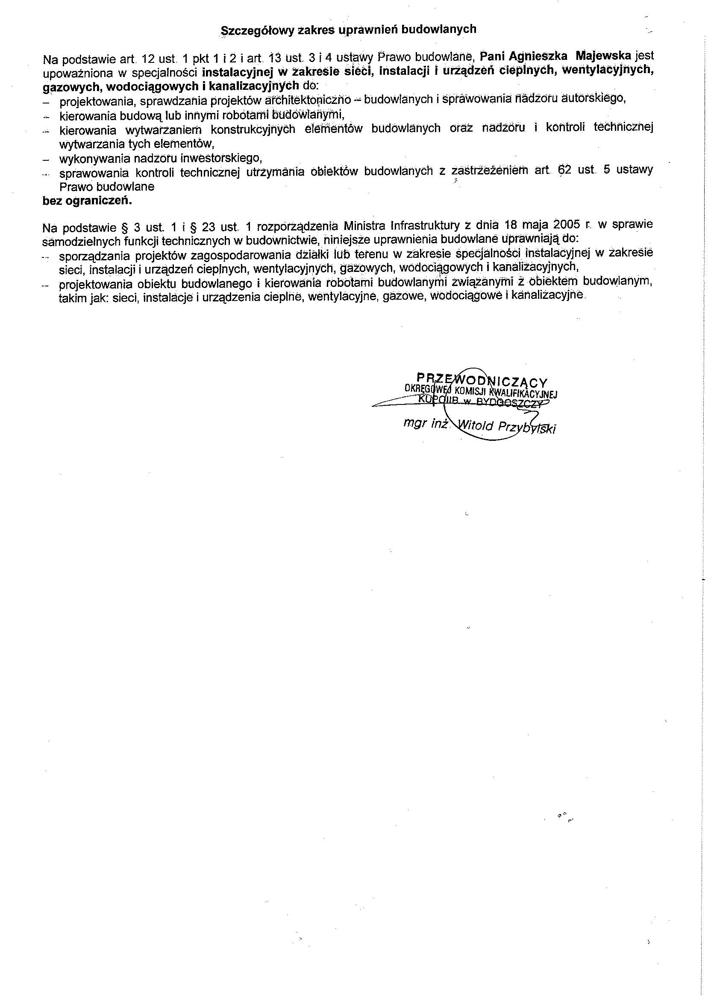 Szczegółowy zakres uprawnień budowlanych
Na podstawie art. 12 ust. 1 pkt 1 i 2 i art. 13 ust. 3 i 4 ustawy Prawo budowlane, Pani Agnieszka Majewska jest
upoważniona w specjalności instalacyjnej w zakresie sieci, instalacji i urządzeń cieplnych, wentylacyjnych,
gazowych, wodociągowych i kanalizacyjnych do:
– projektowania, sprawdzania projektów architektoniczno – budowlanych i sprawowania nadzoru autorskiego,
– kierowania budową lub innymi robotami budowlanymi,
– kierowania wytwarzaniem konstrukcyjnych elementów budowlanych oraz nadzoru i kontroli technicznej
wytwarzania tych elementów,
– wykonywania nadzoru inwestorskiego,
– sprawowania kontroli technicznej utrzymania obiektów budowlanych z zastrzeżeniem art. 62 ust. 5 ustawy
Prawo budowlane
bez ograniczeń.
Na podstawie § 3 ust. 1 i § 23 ust. 1 rozporządzenia Ministra Infrastruktury z dnia 18 maja 2005 r. w sprawie
samodzielnych funkcji technicznych w budownictwie, niniejsze uprawnienia budowlane uprawniają do:
– sporządzania projektów zagospodarowania działki lub terenu w zakresie specjalności instalacyjnej w zakresie
sieci, instalacji i urządzeń cieplnych, wentylacyjnych, gazowych, wodociągowych i kanalizacyjnych,
– projektowania obiektu budowlanego i kierowania robotami budowlanymi związanymi z obiektem budowlanym,
takim jak: sieci, instalacje i urządzenia cieplne, wentylacyjne, gazowe, wodociągowe i kanalizacyjne.
PRZEWODNICZĄCY
OKRĘGOWEJ KOMISJI KWALIFIKACYJNEJ
KUPOIIB w BYDGOSZCZY
mgr inż. Witold Przybylski